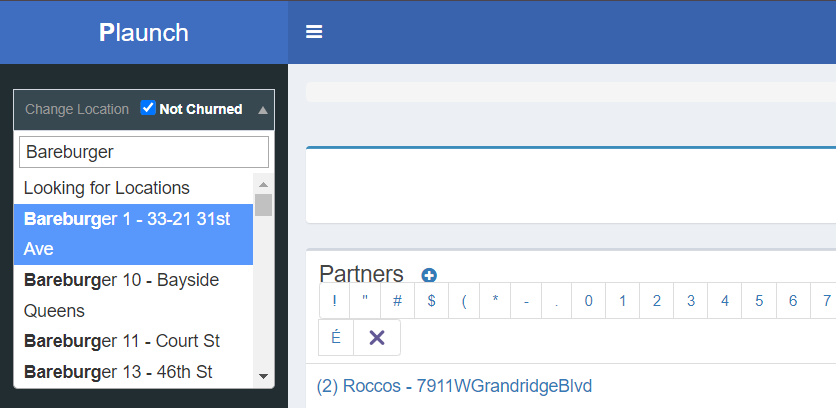 Plaunch
Change Location Not Churned
Bareburger
Looking for Locations
Bareburger 1 - 33-21 31st
Ave
Bareburger 10 - Bayside
Queens
Bareburger 11 - Court St
Bareburger 13 - 46th St
Partners
! " # $ ( * - . 0 1 2 3 4 5 6 7
É
(2) Roccos - 7911WGrandridgeBlvd